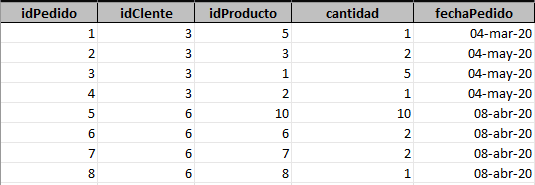 idPedido idClente idProducto cantidad fechaPedido
1 3 5 1 04-mar-20
2 3 3 2 04-may-20
3 3 1 5 04-may-20
4 3 2 1 04-may-20
5 6 10 10 08-abr-20
6 6 6 2 08-abr-20
7 6 7 2 08-abr-20
8 6 8 1 08-abr-20